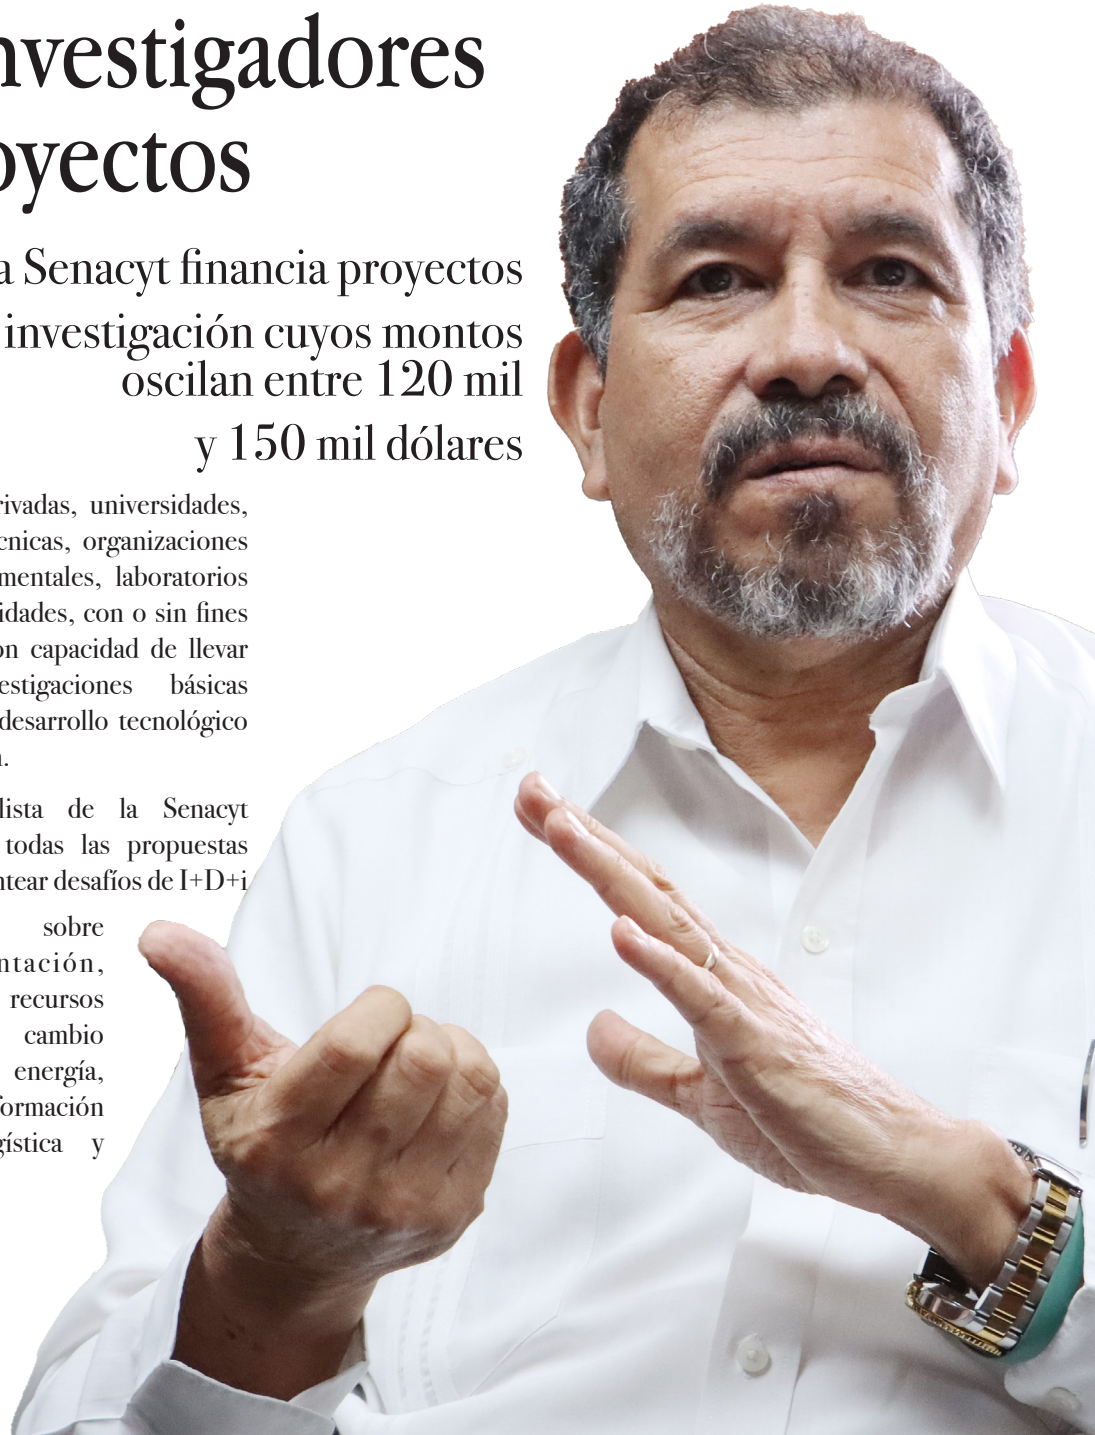 nvestigadores
oyectos
a Senacyt financia proyectos
investigación cuyos montos
oscilan entre 120 mil
y 150 mil dólares
rivadas, universidades,
cnicas, organizaciones
mentales, laboratorios
idades, con o sin fines
on capacidad de llevar
estigaciones básicas
desarrollo tecnológico
n.
lista de la Senacyt
todas las propuestas
ntear desafíos de I+D+i
sobre
ntación,
recursos
cambio
energía,
formación
gística y